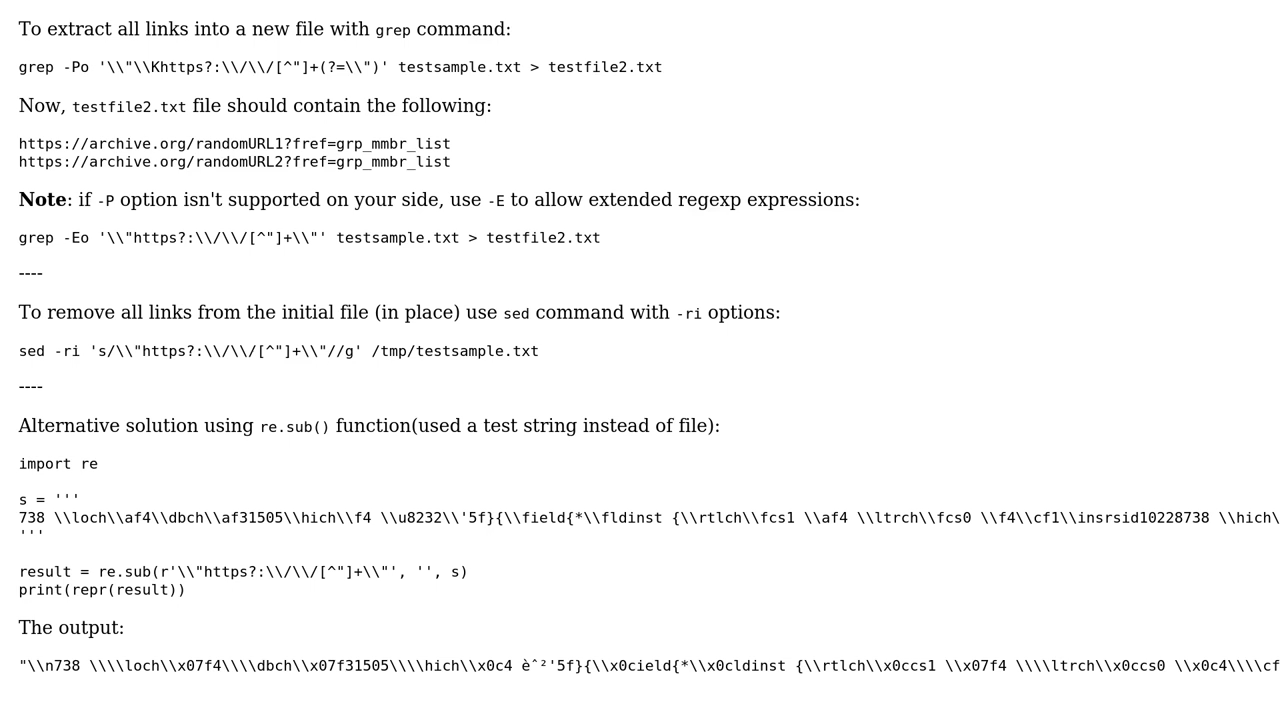 To extract all links into a new file with grep command:
grep -Po '\\"\\Khttps?:\\/\\/[^"]+(?=\\")' testsample.txt > testfile2.txt
Now, testfile2.txt file should contain the following:
https://archive.org/randomURL1?fref=grp_mmbr_list
https://archive.org/randomURL2?fref=grp_mmbr_list
Note: if -P option isn't supported on your side, use -E to allow extended regexp expressions:
grep -Eo '\\"https?:\\/\\/[^"]+\\"' testsample.txt > testfile2.txt
----
To remove all links from the initial file (in place) use sed command with -ri options:
sed -ri 's/\\"https?:\\/\\/[^"]+\\"//g' /tmp/testsample.txt
----
Alternative solution using re.sub() function(used a test string instead of file):
import re
s = '''
738 \\loch\\af4\\dbch\\af31505\\hich\\f4 \\u8232\\'5f}{\\field{*\\fldinst {\\rtlch\\fcs1 \\af4 \\ltrch\\fcs0 \\f4\\cf1\\insrsid10228738 \\hich\
'''
result = re.sub(r'\\"https?:\\/\\/[^"]+\\"', '', s)
print(repr(result))
The output:
"\\n738 \\\\loch\\x07f4\\\\dbch\\x07f31505\\\\hich\\x0c4 èˆ²'5f}{\\x0cield{*\\x0cldinst {\\rtlch\\x0ccs1 \\x07f4 \\\\ltrch\\x0ccs0 \\x0c4\\\\cf